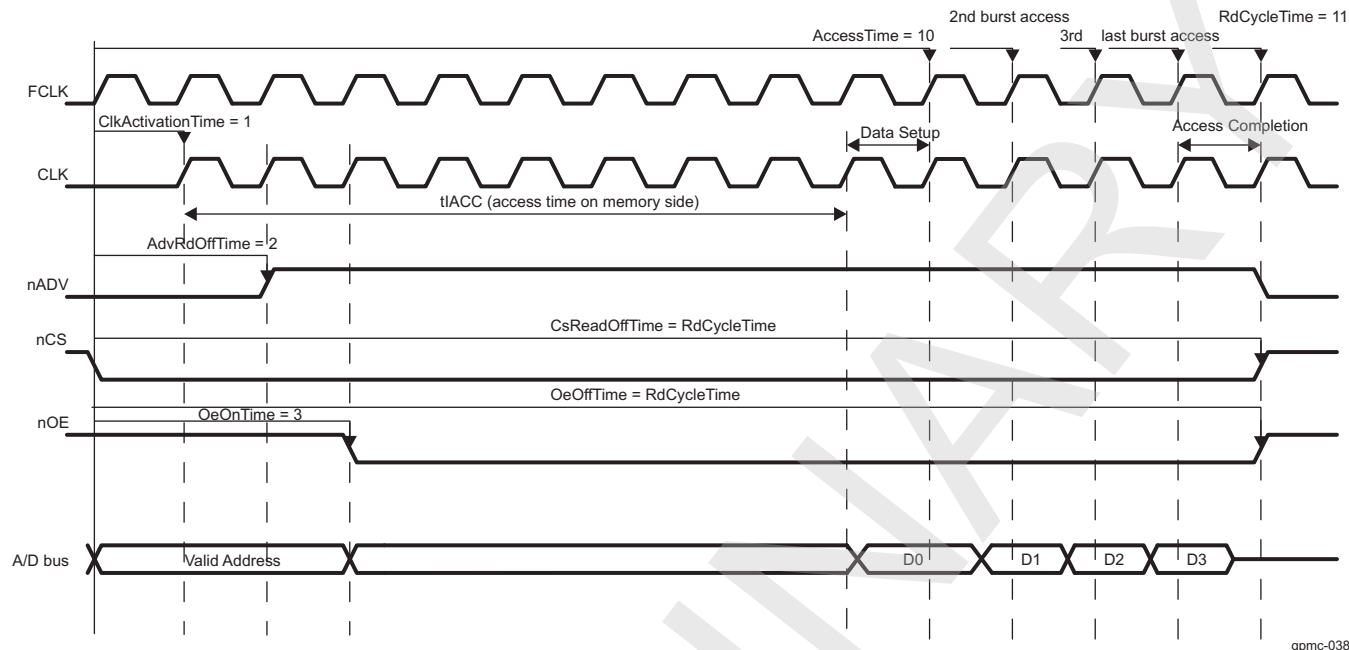 2nd burst access
RdCycleTime = 11
AccessTime = 10
3rd
last burst access
FCLK
ClkActivationTime = 1
Data Setup
Access Completion
CLK
tIACC (access time on memory side)
AdvRdOffTime = 2
nADV
CsReadOffTime = RdCycleTime
nCS
OeOffTime = RdCycleTime
OeOnTime = 3
nOE
A/D bus
Valid Address
D0
D1
D2
D3
gpmc-038